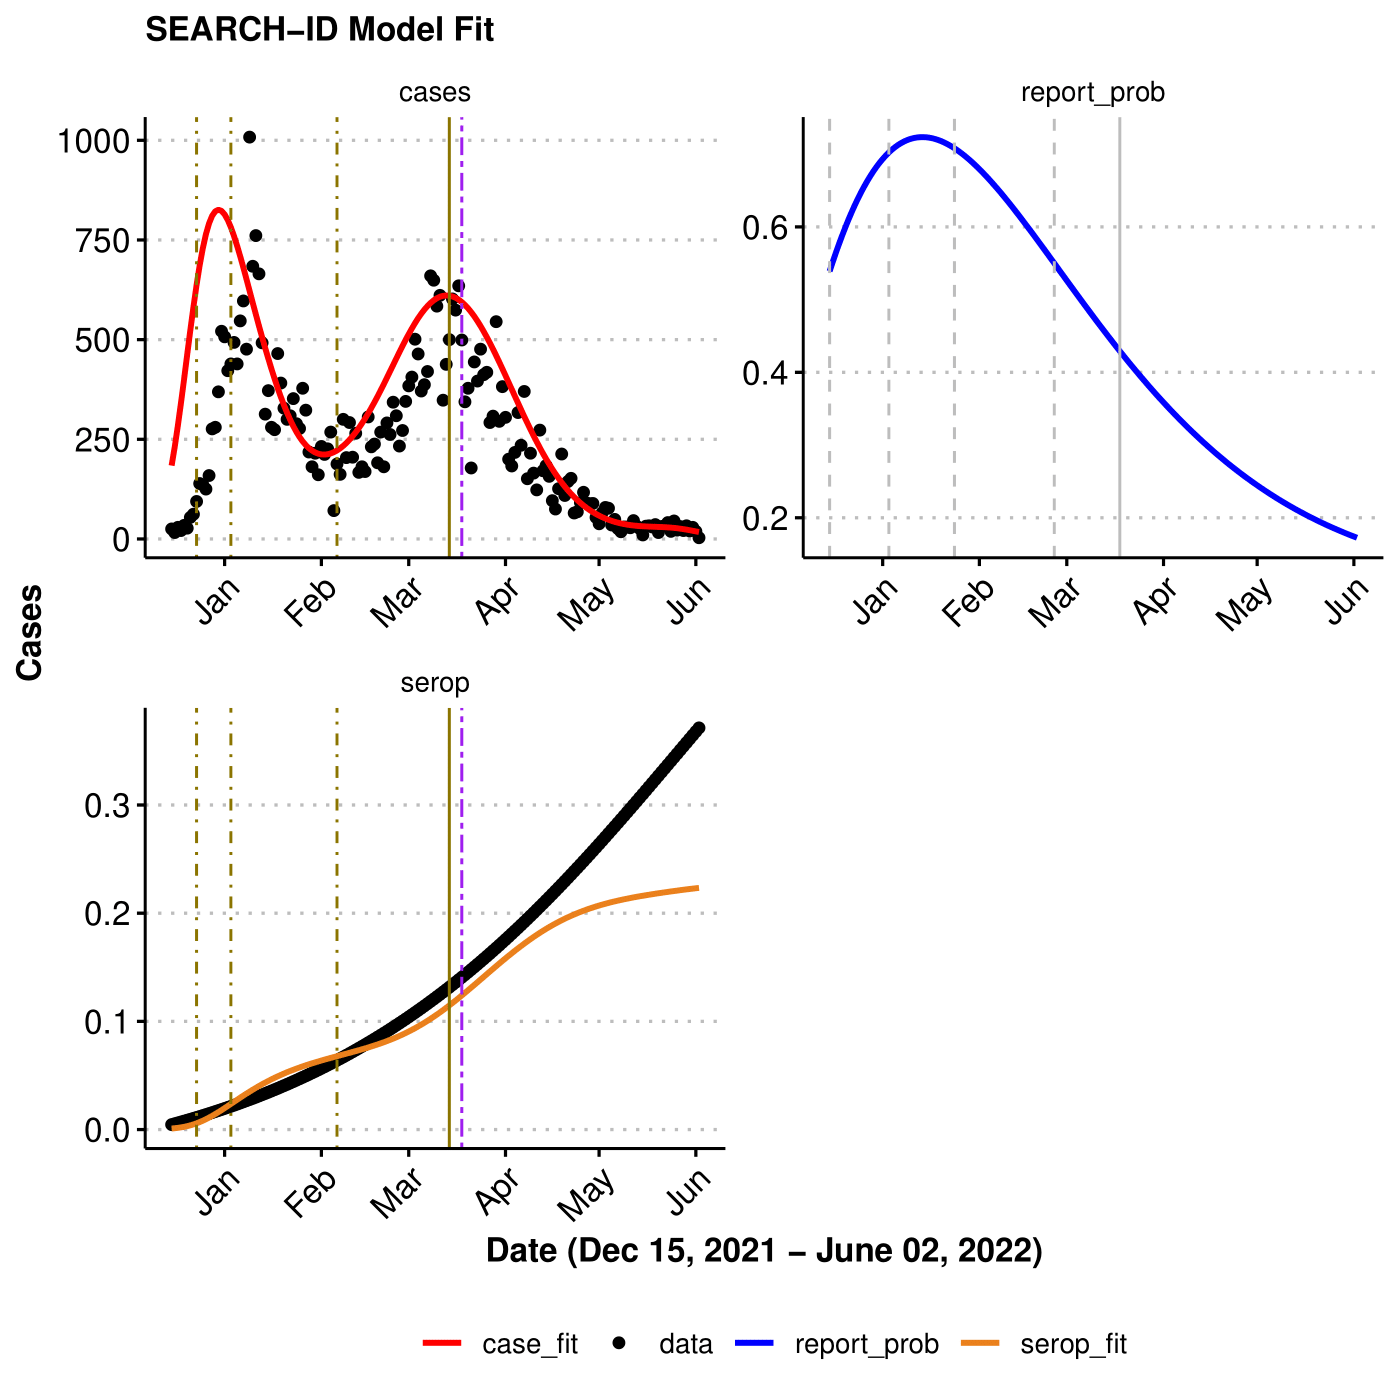 SEARCH−ID Model Fit
cases
1000
750
500
250
0
Jan Feb Mar Apr May Jun
report_prob
0.6
0.4
0.2
Jan Feb Mar Apr May Jun
Cases
serop
0.3
0.2
0.1
0.0
Jan Feb Mar Apr May Jun
Date (Dec 15, 2021 − June 02, 2022)
case_fit data report_prob serop_fit